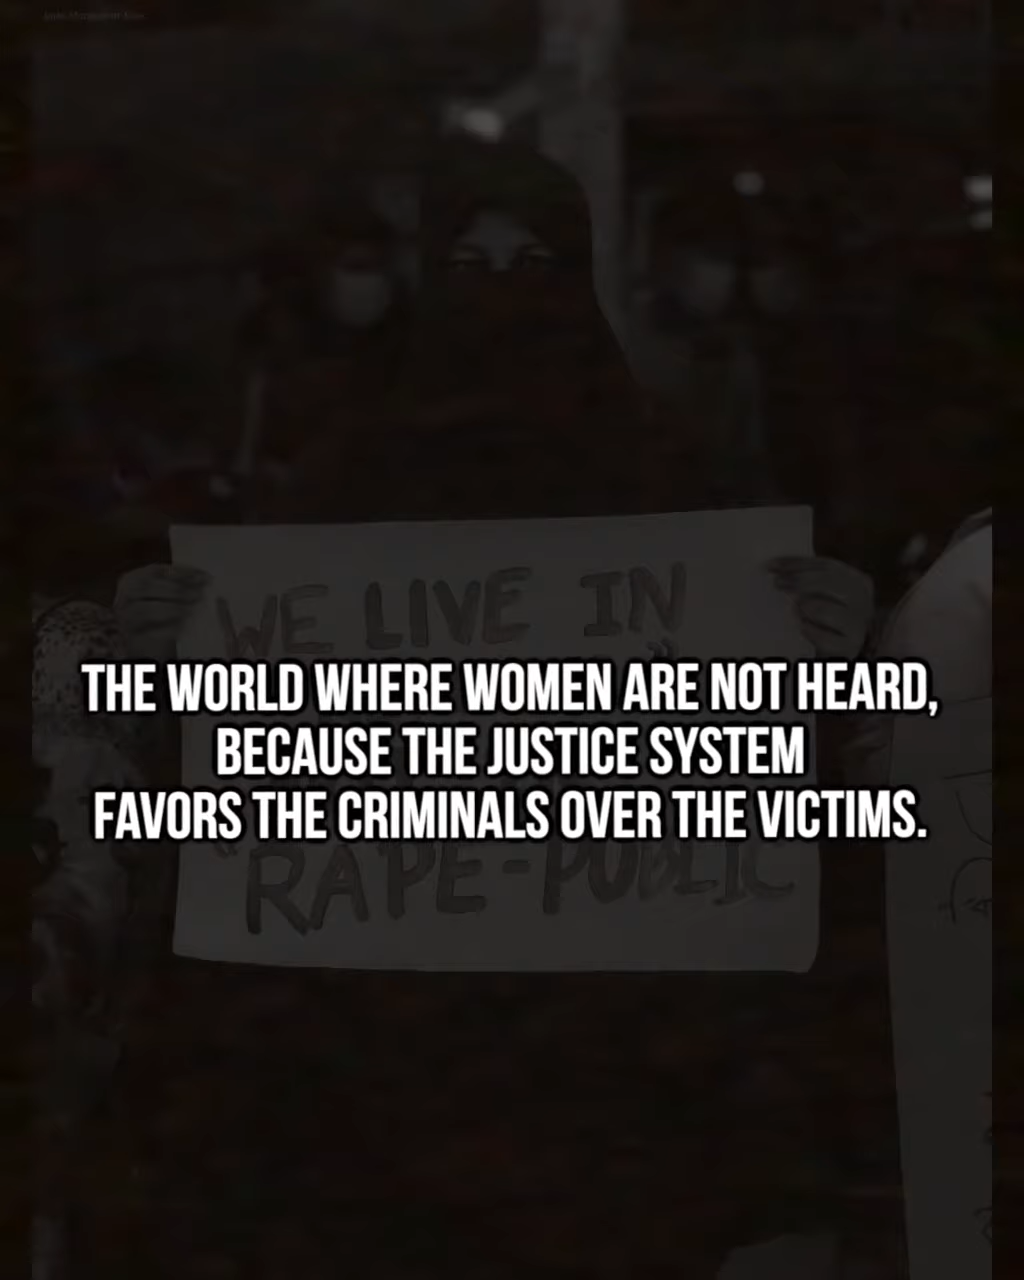 WE LIVE IN
THE WORLD WHERE WOMEN ARE NOT HEARD,
BECAUSE THE JUSTICE SYSTEM
FAVORS THE CRIMINALS OVER THE VICTIMS.
"RAPE-PUBLIC